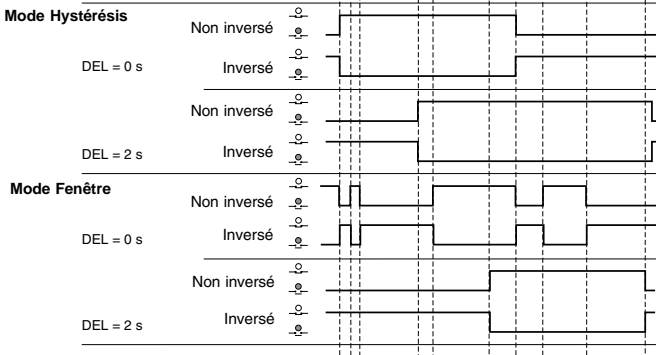 Mode Hystérésis
Non inversé
DEL = 0 s
Inversé
Non inversé
DEL = 2 s
Inversé
Mode Fenêtre
Non inversé
DEL = 0 s
Inversé
Non inversé
DEL = 2 s
Inversé